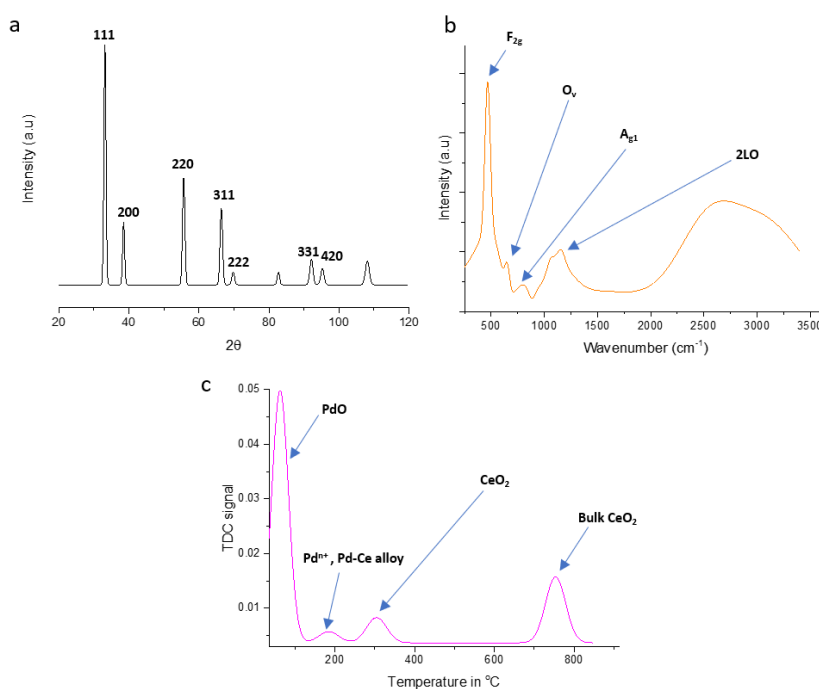 a
111
200
220
311
222
331
420
Intensity (a.u)
20
40
60
80
100
120
2θ
b
F2g
Ov
Ag1
2LO
Intensity (a.u)
500
1000
1500
2000
2500
3000
3500
Wavenumber (cm-1)
C
0.05
0.04
0.03
0.02
0.01
TDC signal
PdO
Pdn+ , Pd-Ce alloy
CeO2
Bulk CeO2
200
400
600
800
Temperature in oC